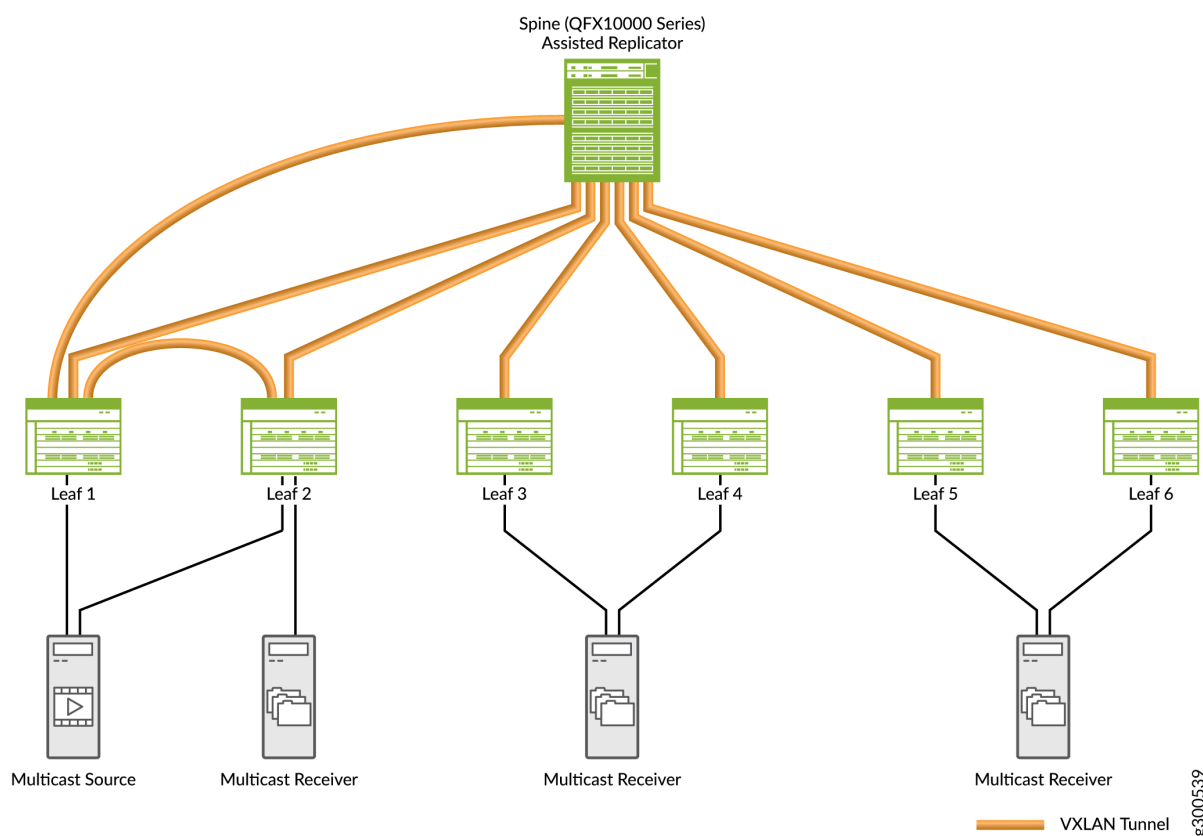 Spine (QFX10000 Series)
Assisted Replicator
Leaf 1
Leaf 2
Leaf 3
Leaf 4
Leaf 5
Leaf 6
Multicast Source
Multicast Receiver
Multicast Receiver
Multicast Receiver
VXLAN Tunnel
g300539